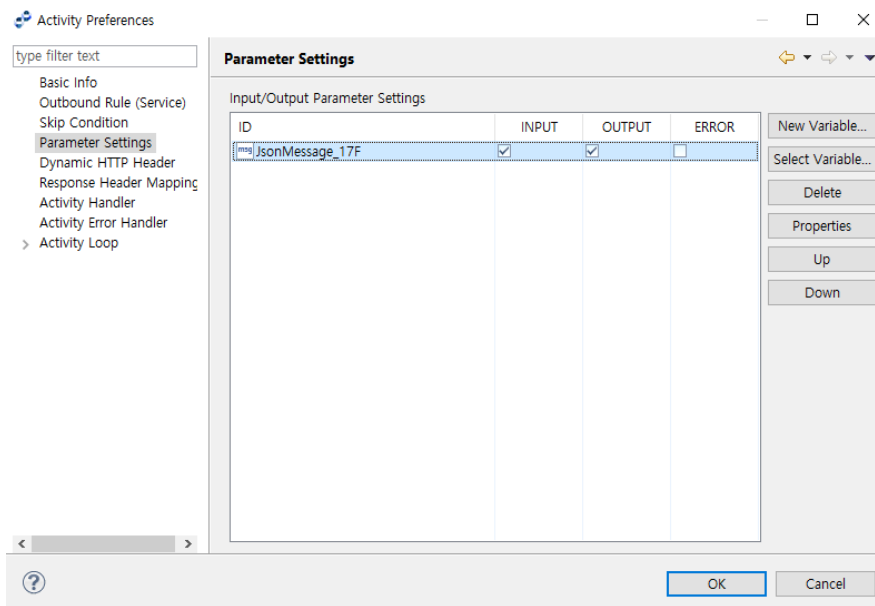 Activity Preferences
type filter text
Basic Info
Outbound Rule (Service)
Skip Condition
Parameter Settings
Dynamic HTTP Header
Response Header Mapping
Activity Handler
Activity Error Handler
Activity Loop
Parameter Settings
Input/Output Parameter Settings
ID INPUT OUTPUT ERROR
msg JsonMessage_17F
New Variable...
Select Variable...
Delete
Properties
Up
Down
?
OK Cancel